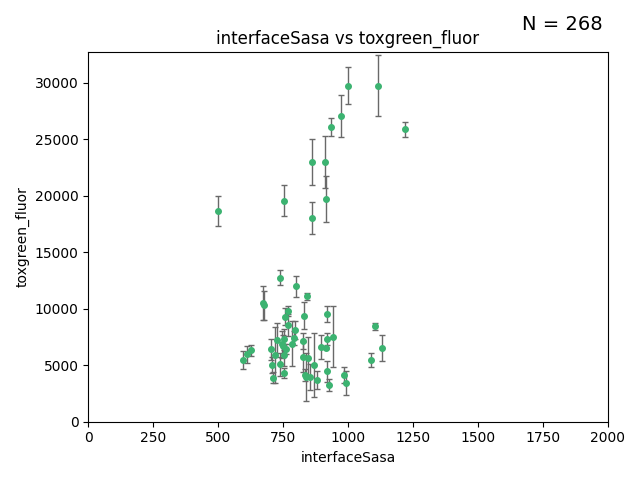 N = 268
interfaceSasa vs toxgreen_fluor
30000
25000
20000
15000
10000
5000
0
toxgreen_fluor
0 250 500 750 1000 1250 1500 1750 2000
interfaceSasa